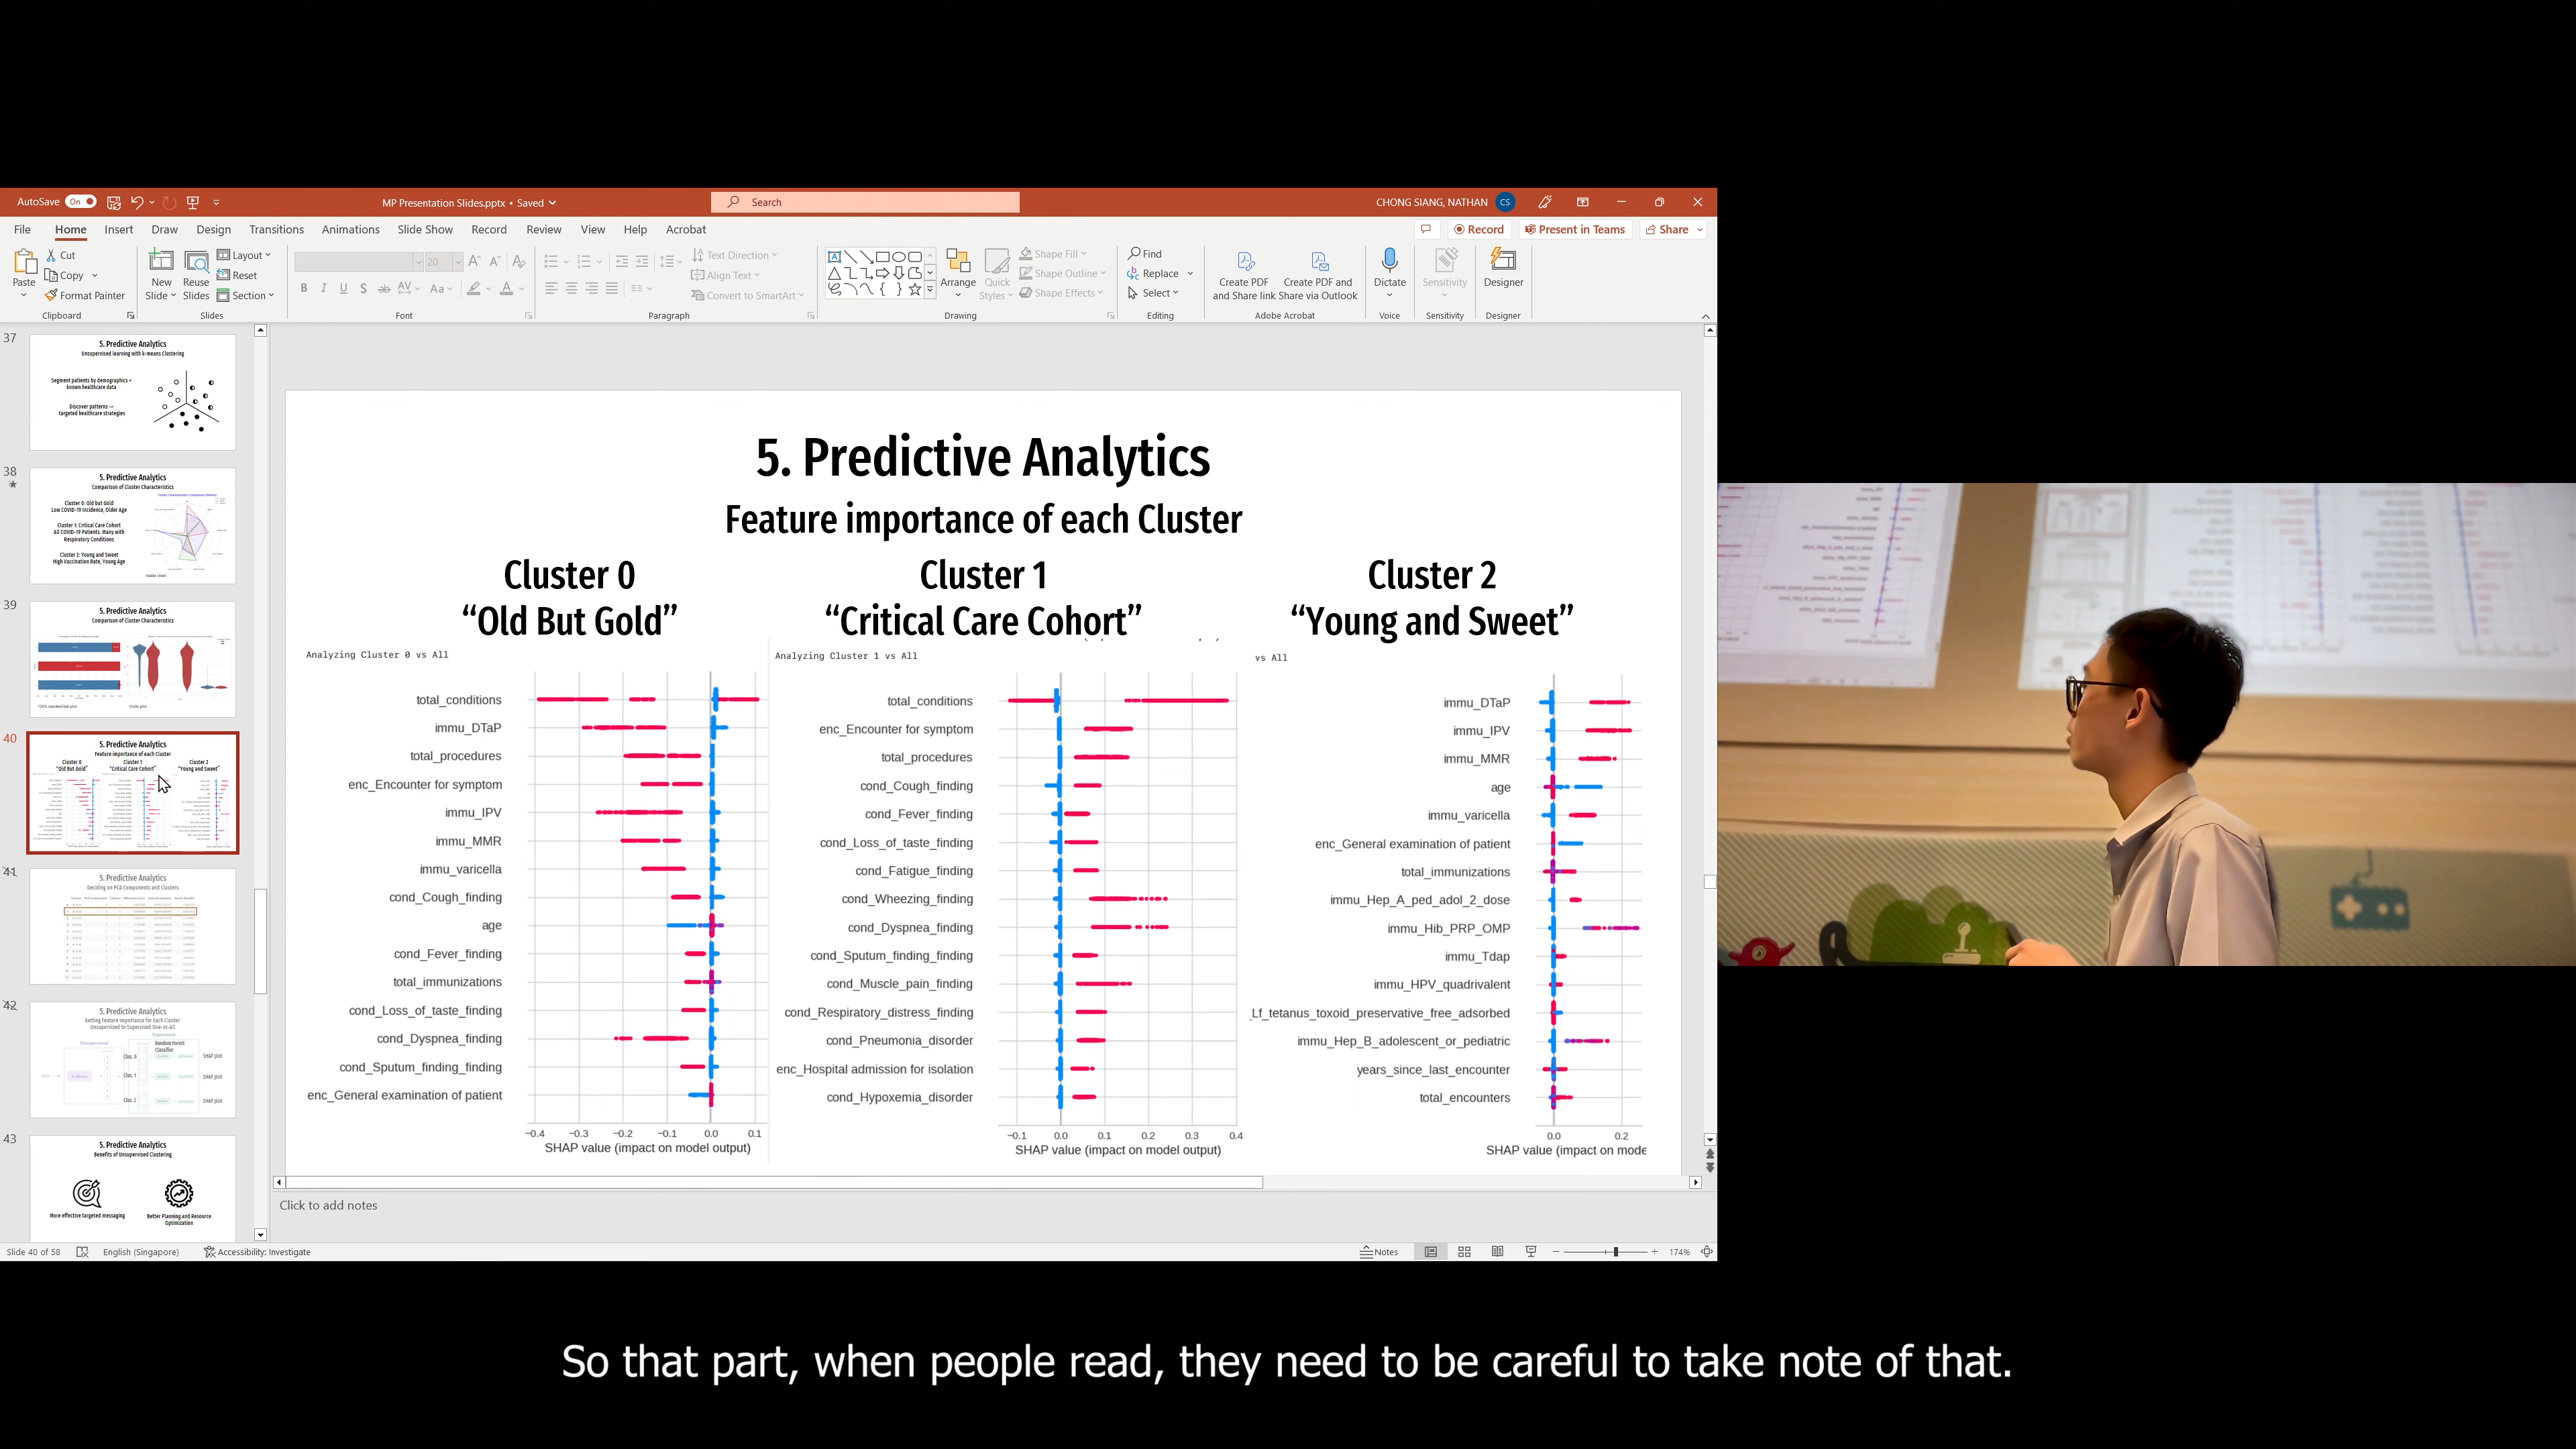 AutoSave On
MP Presentation Slides.pptx • Saved
Search
CHONG SIANG, NATHAN CS
File Home Insert Draw Design Transitions Animations Slide Show Record Review View Help Acrobat
Record Present in Teams Share
Paste
Cut
Copy
Format Painter
Clipboard
New Slide
Reuse Slides
Layout
Reset
Section
Slides
20
Font
Text Direction
Align Text
Convert to SmartArt
Paragraph
Arrange
Quick Styles
Shape Fill
Shape Outline
Shape Effects
Drawing
Find
Replace
Select
Editing
Create PDF and Share link
Create PDF and Share via Outlook
Adobe Acrobat
Dictate
Voice
Sensitivity
Sensitivity
Designer
Designer
37
5. Predictive Analytics
Unsupervised learning with k-means Clustering
Segment patients by demographics +
known healthcare data
Discover patterns ->
targeted healthcare strategies
38
5. Predictive Analytics
Comparison of Cluster Characteristics
Cluster 0: Old but Gold
Low COVID-19 Incidence, Older Age
Cluster 1: Critical Care Cohort
All COVID-19 Patients. Many with
Respiratory Conditions
Cluster 2: Young and Sweet
High Vaccination Rate, Young Age
39
5. Predictive Analytics
Comparison of Cluster Characteristics
100% stacked Bar plot
Violin plot
40
5. Predictive Analytics
Feature importance of each Cluster
Cluster 0
"Old But Gold"
Cluster 1
"Critical Care Cohort"
Cluster 2
"Young and Sweet"
41
5. Predictive Analytics
Deciding on PCA Components and Clusters
42
5. Predictive Analytics
Getting Feature Importance for Each Cluster:
Unsupervised to Supervised One-vs-All
Unsupervised
Supervised
Random Forest
Classifier
Clus. 0
SHAP plot
Clus. 1
SHAP plot
Clus. 2
SHAP plot
43
5. Predictive Analytics
Benefits of Unsupervised Clustering
More effective targeted messaging
Better Planning and Resource
Optimization
5. Predictive Analytics
Feature importance of each Cluster
Cluster 0
“Old But Gold”
Analyzing Cluster 0 vs All
total_conditions
immu_DTaP
total_procedures
enc_Encounter for symptom
immu_IPV
immu_MMR
immu_varicella
cond_Cough_finding
age
cond_Fever_finding
total_immunizations
cond_Loss_of_taste_finding
cond_Dyspnea_finding
cond_Sputum_finding_finding
enc_General examination of patient
−0.4 −0.3 −0.2 −0.1 0.0 0.1
SHAP value (impact on model output)
Cluster 1
“Critical Care Cohort”
Analyzing Cluster 1 vs All
total_conditions
enc_Encounter for symptom
total_procedures
cond_Cough_finding
cond_Fever_finding
cond_Loss_of_taste_finding
cond_Fatigue_finding
cond_Wheezing_finding
cond_Dyspnea_finding
cond_Sputum_finding_finding
cond_Muscle_pain_finding
cond_Respiratory_distress_finding
cond_Pneumonia_disorder
enc_Hospital admission for isolation
cond_Hypoxemia_disorder
−0.1 0.0 0.1 0.2 0.3 0.4
SHAP value (impact on model output)
Cluster 2
“Young and Sweet”
vs All
immu_DTaP
immu_IPV
immu_MMR
age
immu_varicella
enc_General examination of patient
total_immunizations
immu_Hep_A_ped_adol_2_dose
immu_Hib_PRP_OMP
immu_Tdap
immu_HPV_quadrivalent
_Lf_tetanus_toxoid_preservative_free_adsorbed
immu_Hep_B_adolescent_or_pediatric
years_since_last_encounter
total_encounters
0.0 0.2
SHAP value (impact on mode
Click to add notes
Slide 40 of 58 English (Singapore) Accessibility: Investigate
Notes 174%
So that part, when people read, they need to be careful to take note of that.